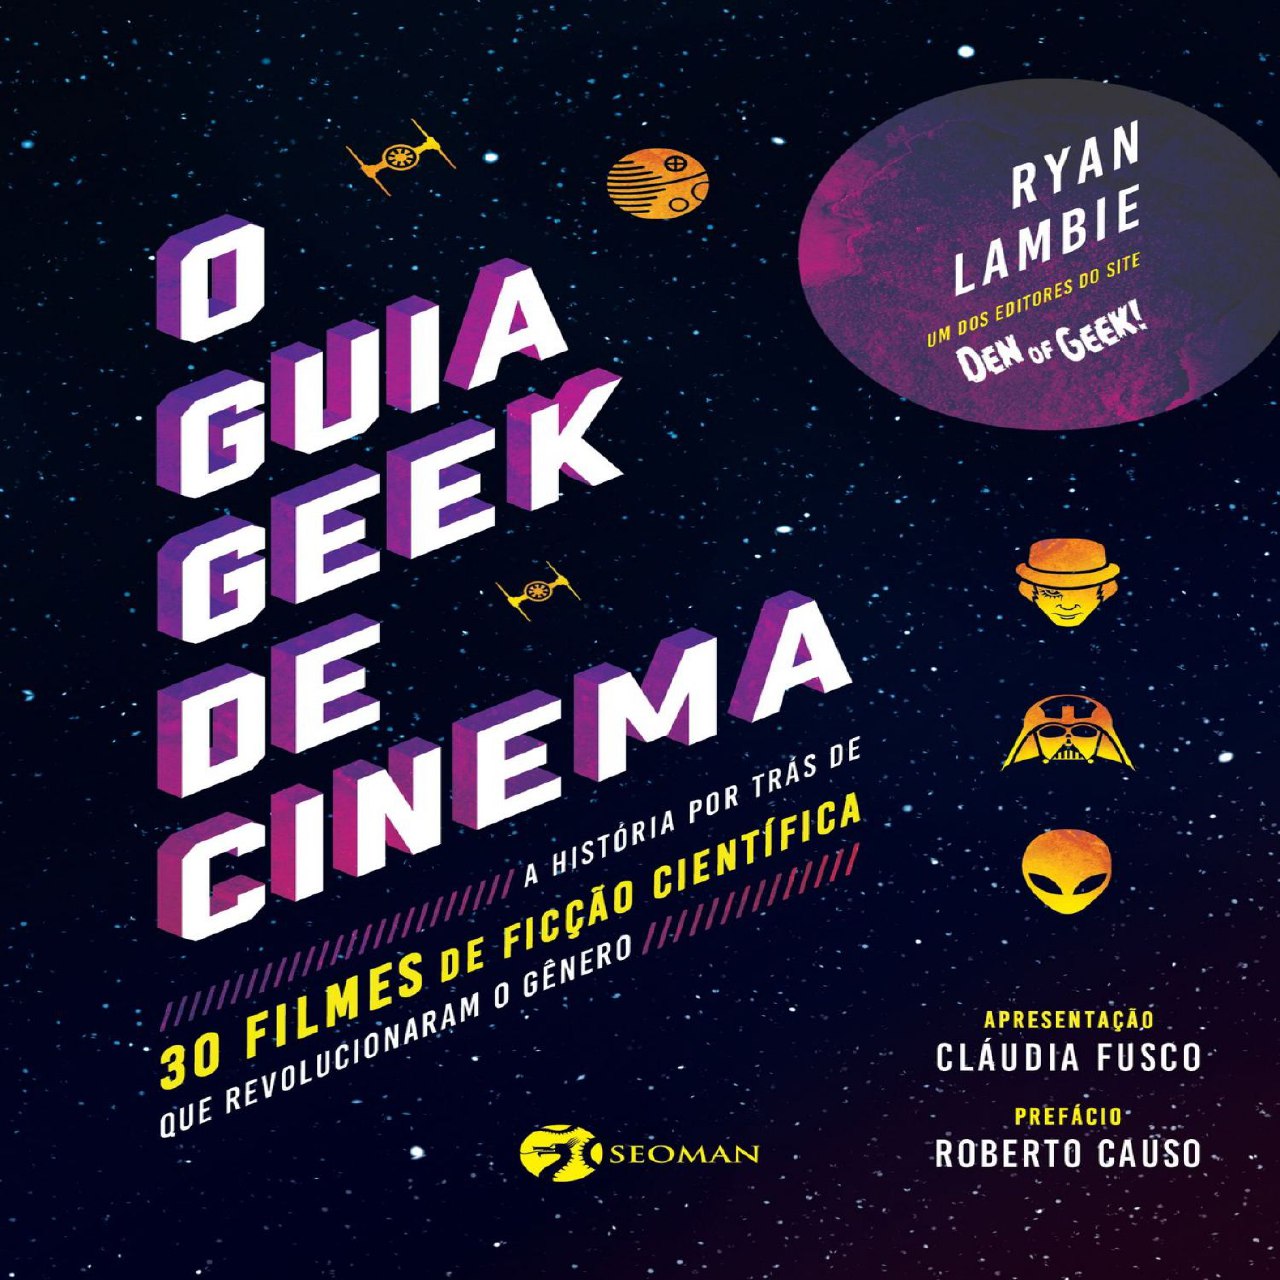 RYAN
LAMBIE
UM DOS EDITORES DO SITE
DEN OF GEEK!
O
GUIA
GEEK
DE
CINEMA
A HISTÓRIA POR TRÁS DE
30 FILMES DE FICÇÃO CIENTÍFICA
QUE REVOLUCIONARAM O GÊNERO
APRESENTAÇÃO
CLÁUDIA FUSCO
PREFÁCIO
ROBERTO CAUSO
SEOMAN